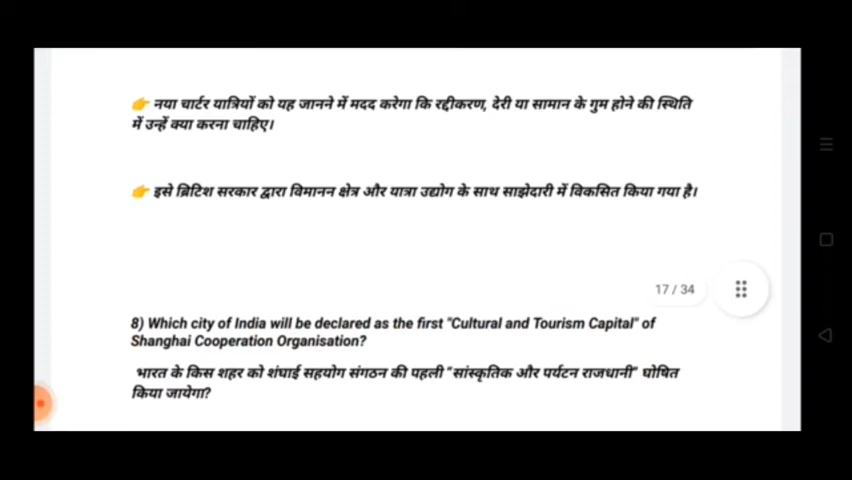 👉 नया चार्टर यात्रियों को यह जानने में मदद करेगा कि रद्दीकरण, देरी या सामान के गुम होने की स्थिति
में उन्हें क्या करना चाहिए।
👉 इसे ब्रिटिश सरकार द्वारा विमानन क्षेत्र और यात्रा उद्योग के साथ साझेदारी में विकसित किया गया है।
17 / 34
8) Which city of India will be declared as the first "Cultural and Tourism Capital" of
Shanghai Cooperation Organisation?
भारत के किस शहर को शंघाई सहयोग संगठन की पहली "सांस्कृतिक और पर्यटन राजधानी" घोषित
किया जायेगा?